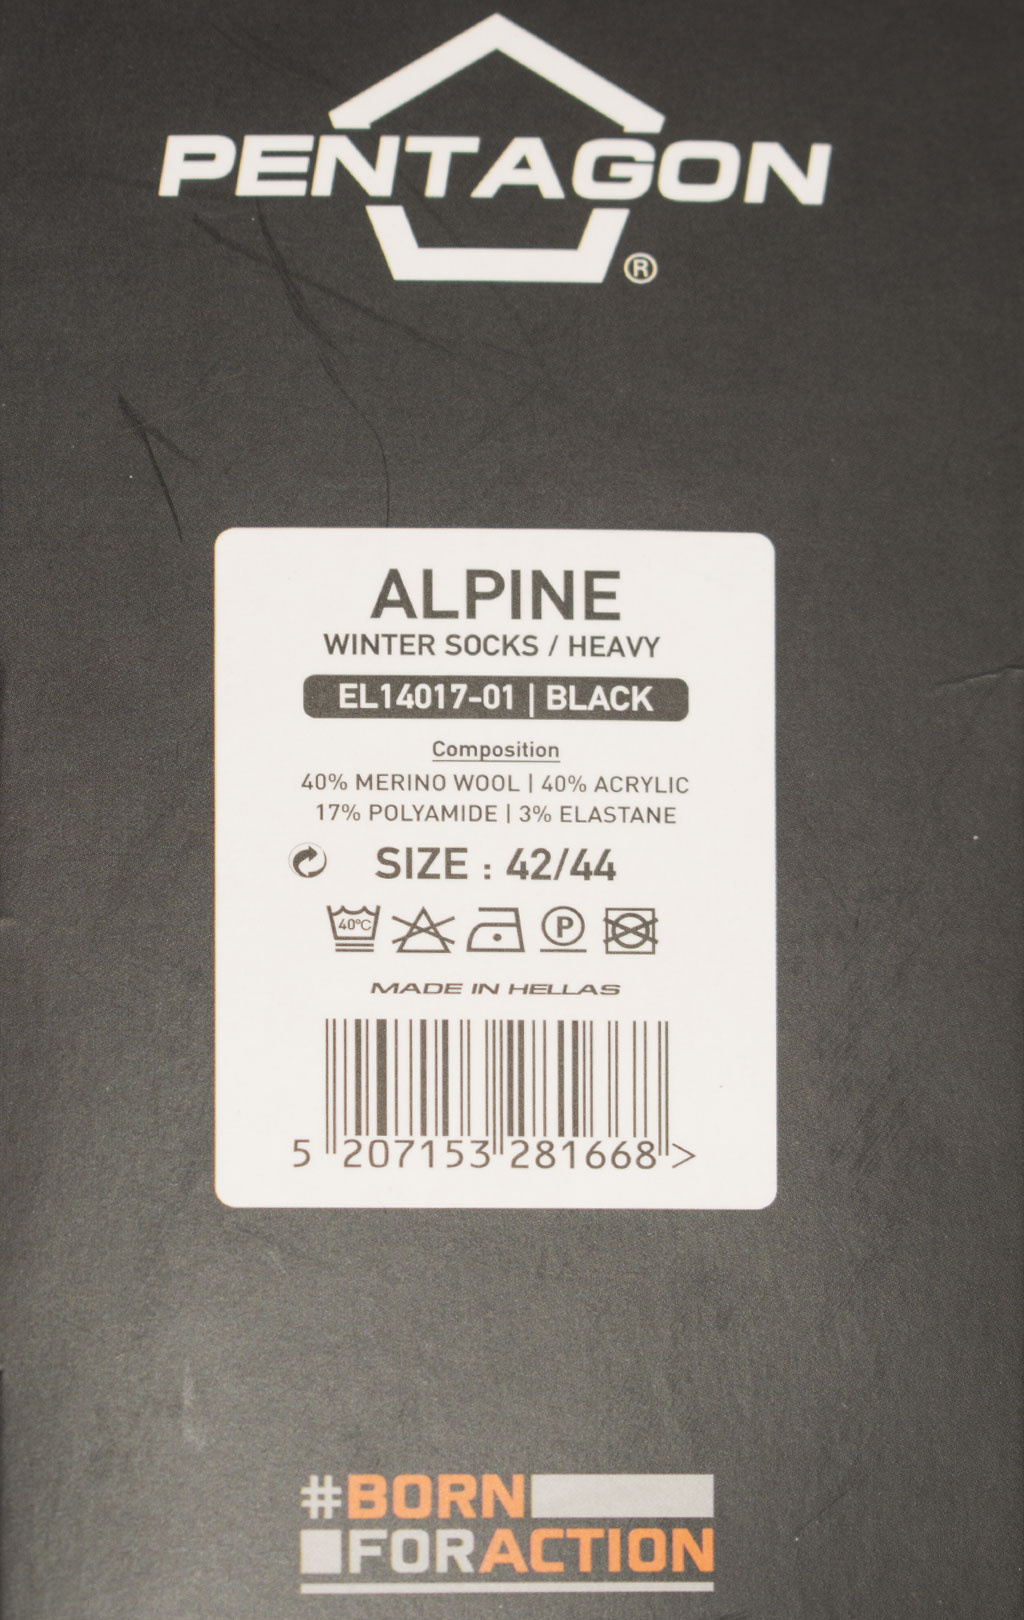 PENTAGON
®
ALPINE
WINTER SOCKS / HEAVY
EL14017-01 | BLACK
Composition
40% MERINO WOOL | 40% ACRYLIC
17% POLYAMIDE | 3% ELASTANE
SIZE : 42/44
40°C P
MADE IN HELLAS
5 207153 281668 >
#BORN
FORACTION